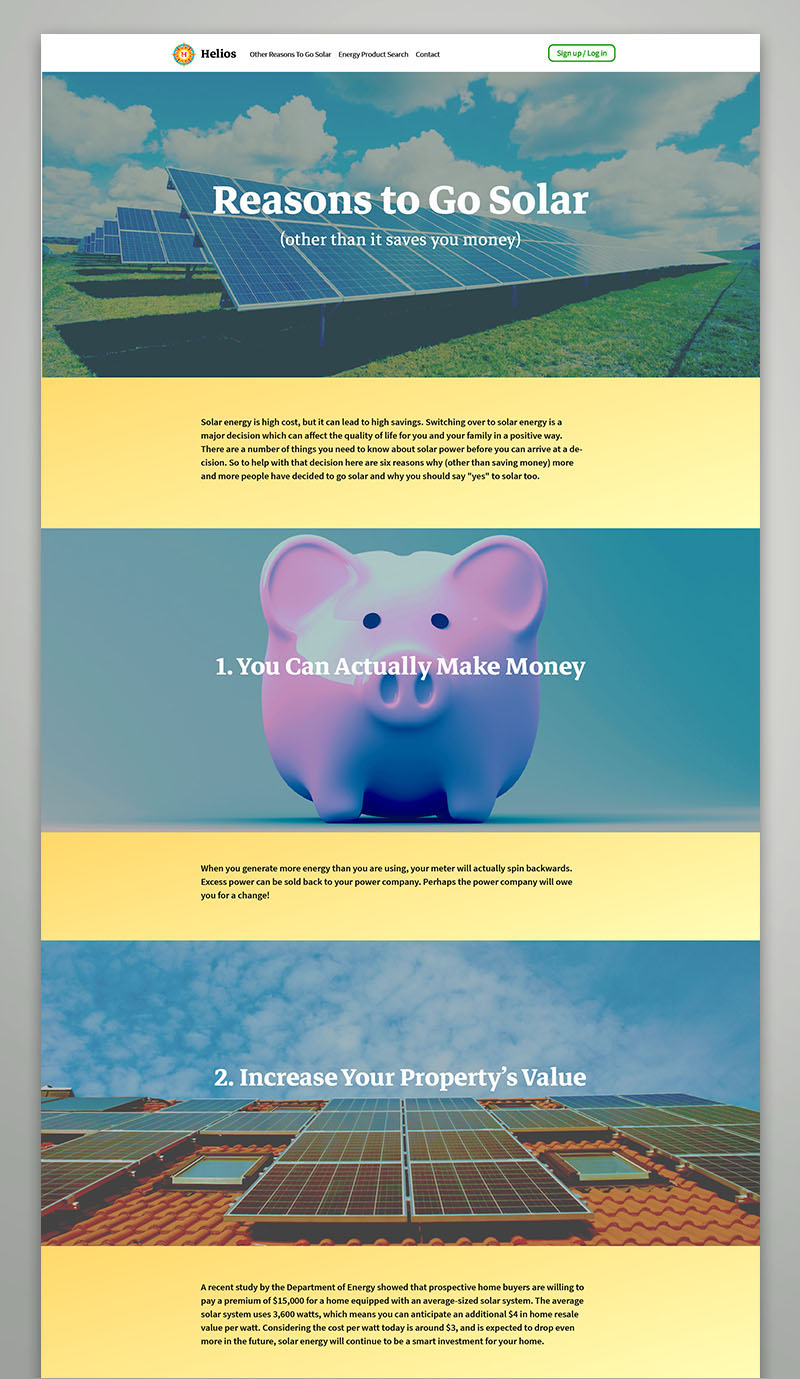 H
Helios
Other Reasons To Go Solar
Energy Product Search
Contact
Sign up / Log in
Reasons to Go Solar
(other than it saves you money)
Solar energy is high cost, but it can lead to high savings. Switching over to solar energy is a
major decision which can affect the quality of life for you and your family in a positive way.
There are a number of things you need to know about solar power before you can arrive at a de-
cision. So to help with that decision here are six reasons why (other than saving money) more
and more people have decided to go solar and why you should say "yes" to solar too.
1. You Can Actually Make Money
When you generate more energy than you are using, your meter will actually spin backwards.
Excess power can be sold back to your power company. Perhaps the power company will owe
you for a change!
2. Increase Your Property’s Value
A recent study by the Department of Energy showed that prospective home buyers are willing to
pay a premium of $15,000 for a home equipped with an average-sized solar system. The average
solar system uses 3,600 watts, which means you can anticipate an additional $4 in home resale
value per watt. Considering the cost per watt today is around $3, and is expected to drop even
more in the future, solar energy will continue to be a smart investment for your home.